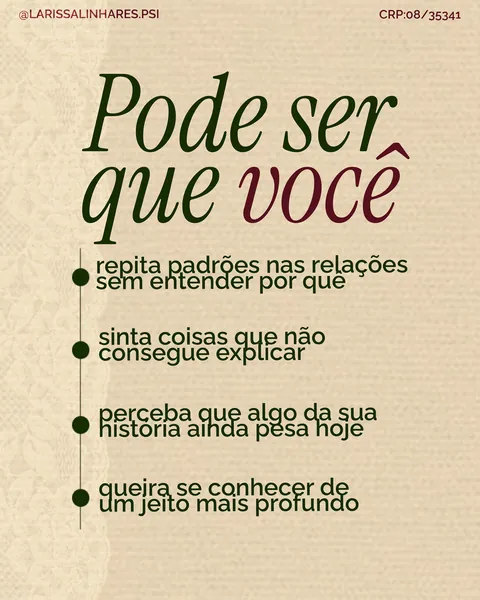 @LARISSALINHARES.PSI
CRP:08/35341
Pode ser
que você
repita padrões nas relações
sem entender por que
sinta coisas que não
consegue explicar
perceba que algo da sua
história ainda pesa hoje
queira se conhecer de
um jeito mais profundo